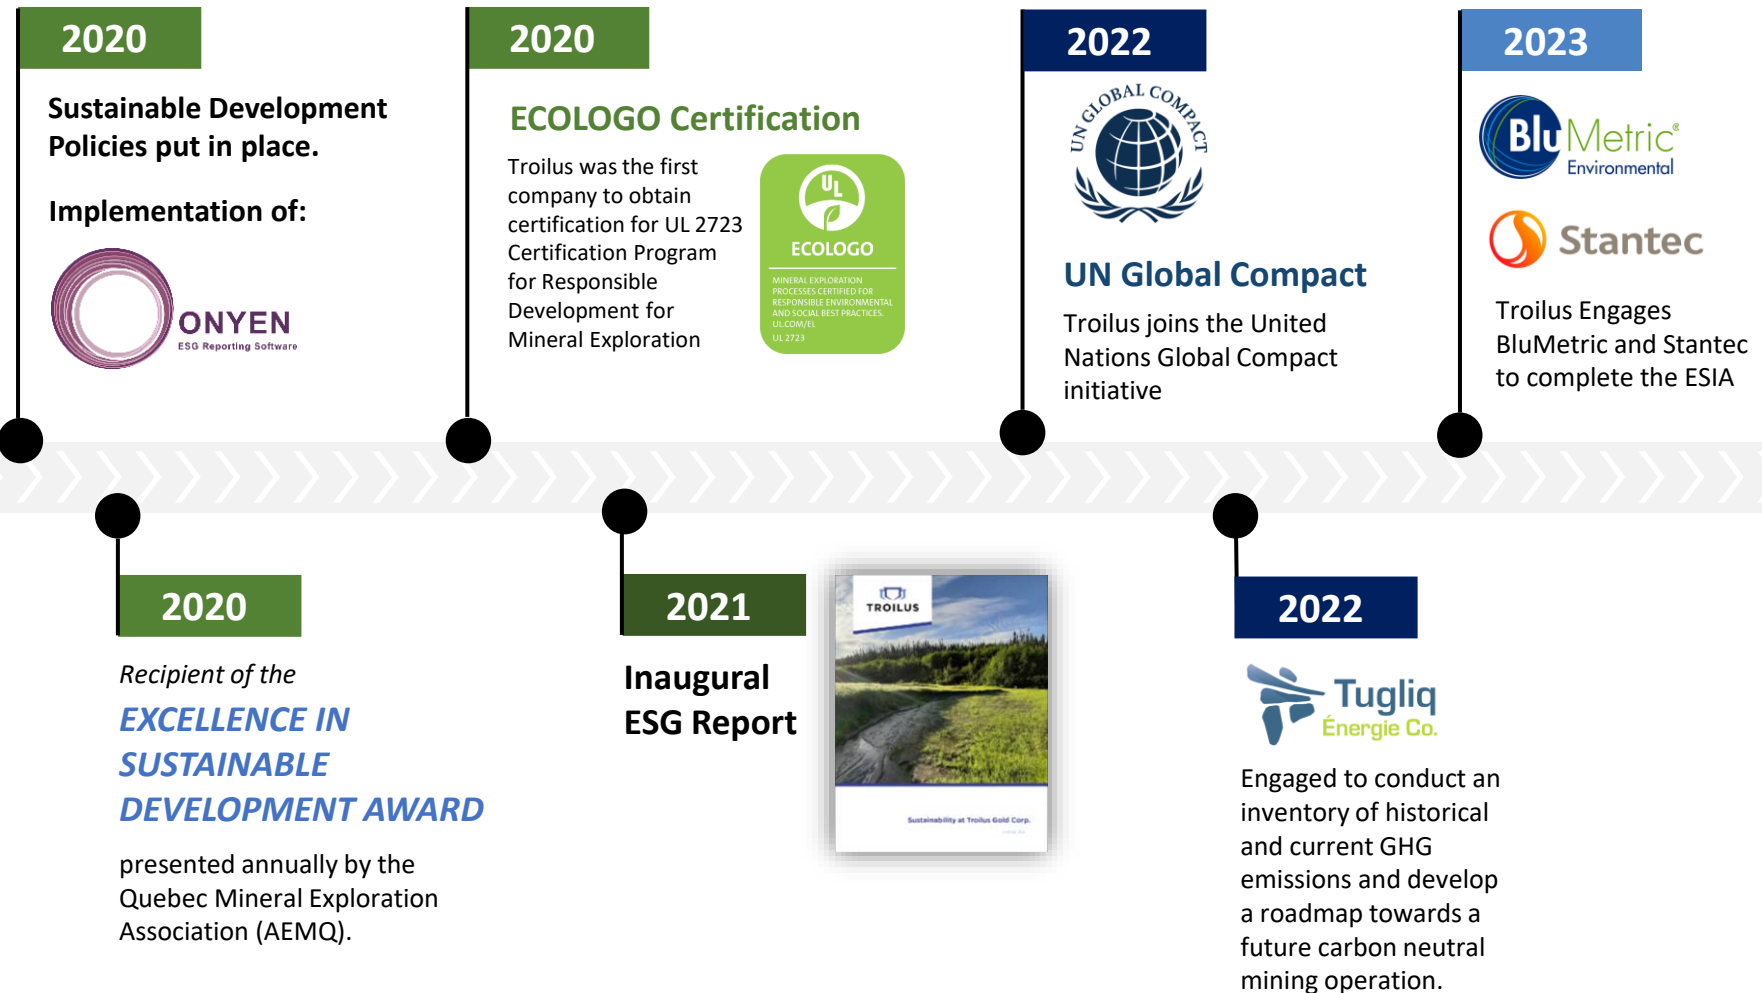 2020
Sustainable Development
Policies put in place.
Implementation of:
ONYEN
ESG Reporting Software
2020
ECOLOGO Certification
Troilus was the first
company to obtain
certification for UL 2723
Certification Program
for Responsible
Development for
Mineral Exploration
UL
ECOLOGO
MINERAL EXPLORATION
PROCESSES CERTIFIED FOR
RESPONSIBLE ENVIRONMENTAL
AND SOCIAL BEST PRACTICES.
UL.COM/EL
UL 2723
2022
UN GLOBAL COMPACT
UN Global Compact
Troilus joins the United
Nations Global Compact
initiative
2023
BluMetric®
Environmental
Stantec
Troilus Engages
BluMetric and Stantec
to complete the ESIA
2020
Recipient of the
EXCELLENCE IN
SUSTAINABLE
DEVELOPMENT AWARD
presented annually by the
Quebec Mineral Exploration
Association (AEMQ).
2021
Inaugural
ESG Report
TROILUS
Sustainability at Troilus Gold Corp.
2022
Tugliq
Énergie Co.
Engaged to conduct an
inventory of historical
and current GHG
emissions and develop
a roadmap towards a
future carbon neutral
mining operation.